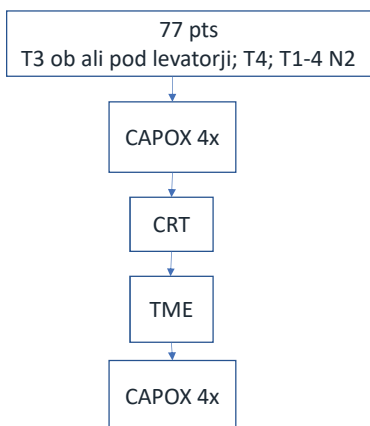 77 pts
T3 ob ali pod levatorji; T4; T1-4 N2
CAPOX 4x
CRT
TME
CAPOX 4x